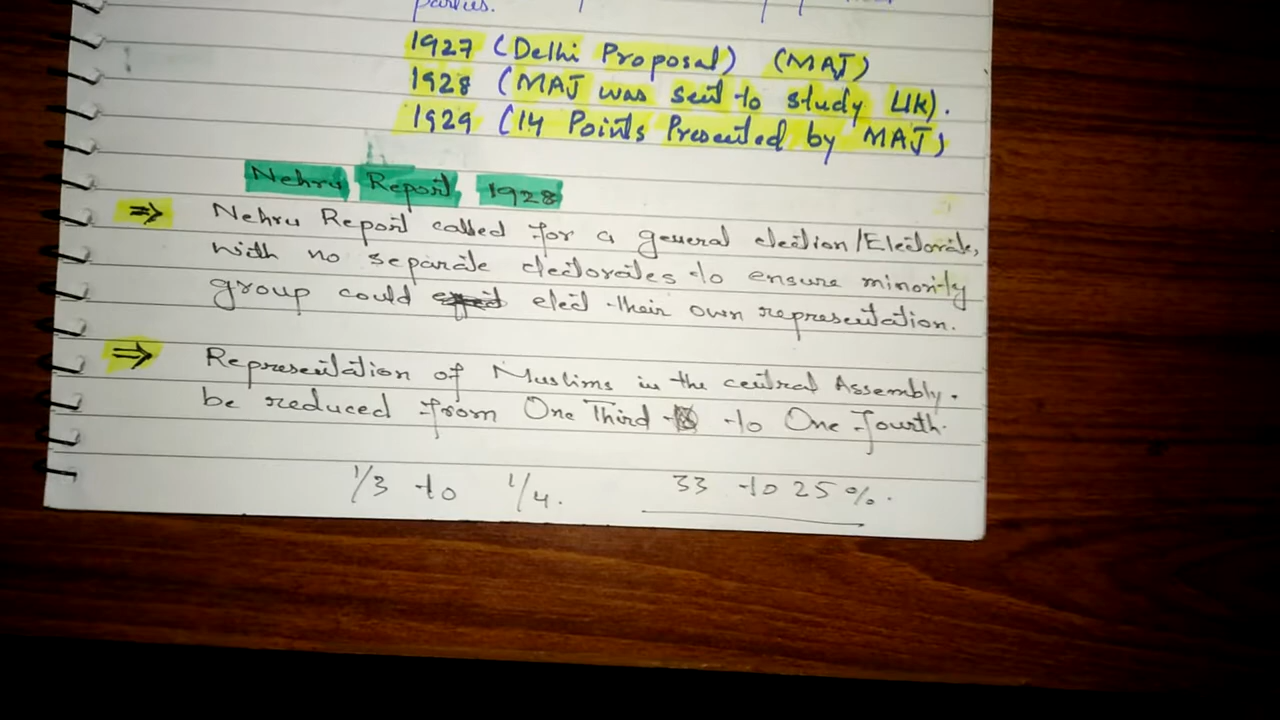 parties.
1927 (Delhi Proposal) (MAJ)
1928 (MAJ was sent to study UK).
1929 (14 Points Presented by MAJ)
Nehru Report 1928
⇒ Nehru Report called for a general election/Electorate,
with no separate electorates to ensure minority
group could elect their own representation.
⇒ Representation of Muslims in the central Assembly.
be reduced from One Third to One fourth.
1/3 to 1/4. 33 to 25%.